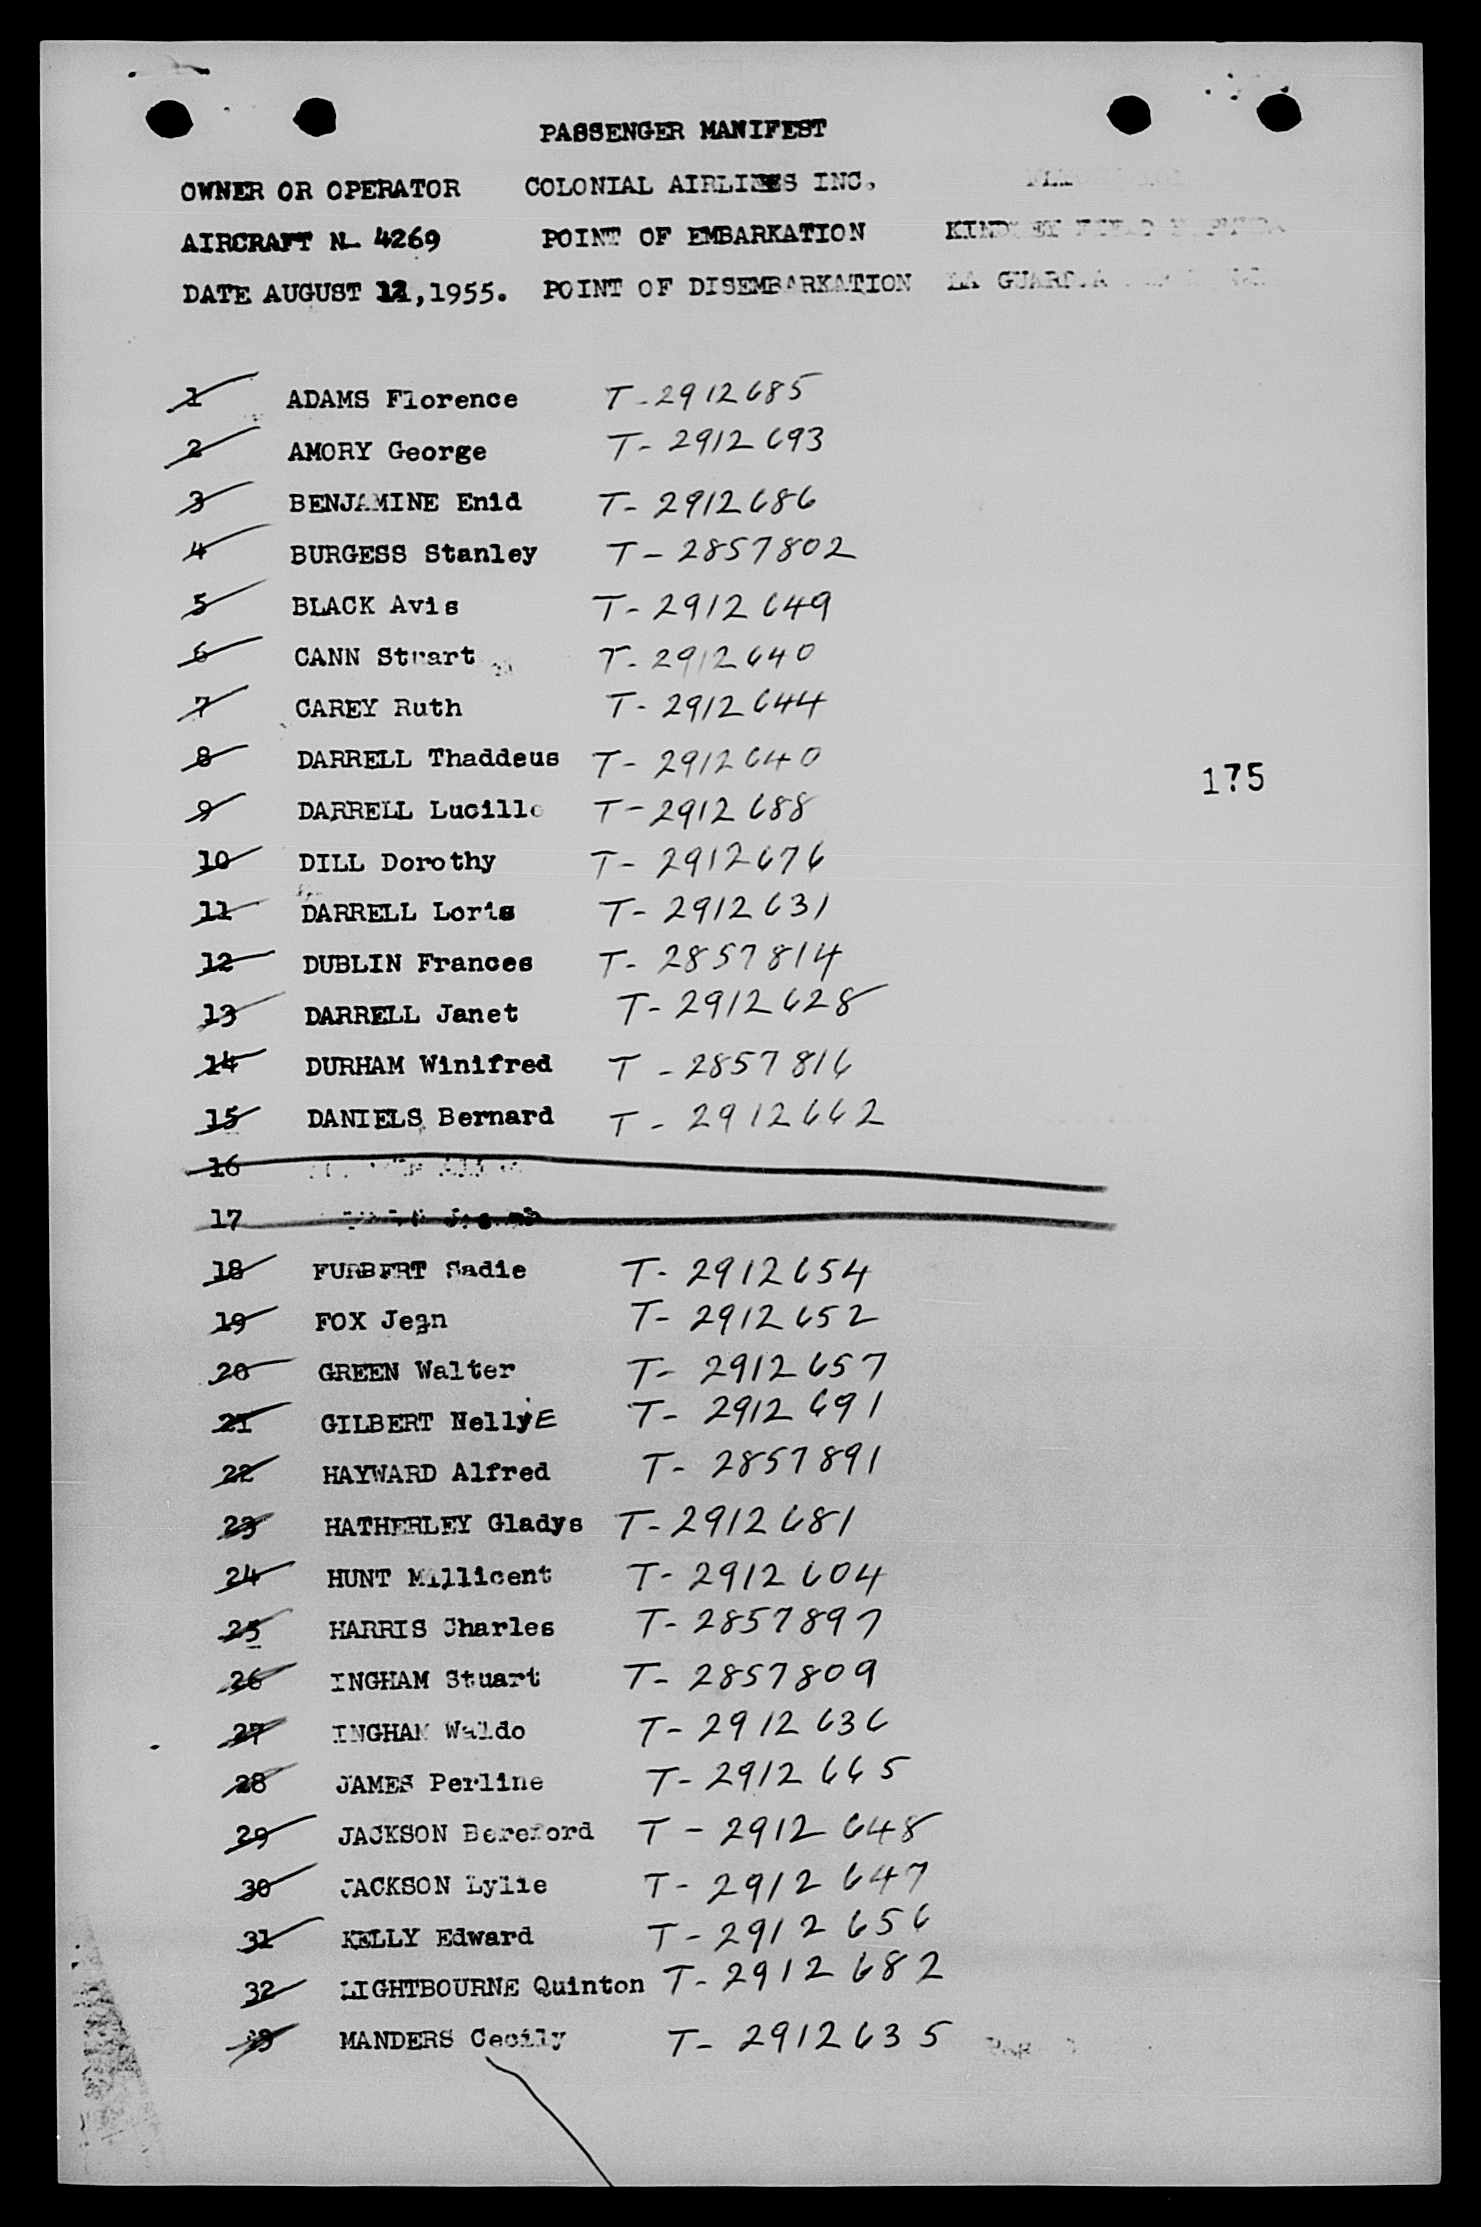 PASSENGER MANIFEST
OWNER OR OPERATOR COLONIAL AIRLINES INC.
AIRCRAFT N- 4269 POINT OF EMBARKATION KINDLEY FIELD
DATE AUGUST 12,1955. POINT OF DISEMBARKATION LA GUARDIA
1 ADAMS Florence T-2912685
2 AMORY George T-2912693
3 BENJAMINE Enid T-2912686
4 BURGESS Stanley T-2857802
5 BLACK Avis T-2912649
6 CANN Stuart T-2912640
7 CAREY Ruth T-2912644
8 DARRELL Thaddeus T-2912640
175
9 DARRELL Lucille T-2912688
10 DILL Dorothy T-2912676
11 DARRELL Loris T-2912631
12 DUBLIN Frances T-2857814
13 DARRELL Janet T-2912628
14 DURHAM Winifred T-2857816
15 DANIELS Bernard T-2912662
16
17
18 FURBERT Sadie T-2912654
19 FOX Jean T-2912652
20 GREEN Walter T-2912657
21 GILBERT NellyE T-2912691
22 HAYWARD Alfred T-2857891
23 HATHERLEY Gladys T-2912681
24 HUNT Millicent T-2912604
25 HARRIS Charles T-2857897
26 INGHAM Stuart T-2857809
27 INGHAM Waldo T-2912636
28 JAMES Perline T-2912665
29 JACKSON Bereford T-2912648
30 JACKSON Lylie T-2912647
31 KELLY Edward T-2912656
32 LIGHTBOURNE Quinton T-2912682
33 MANDERS Cecily T-2912635